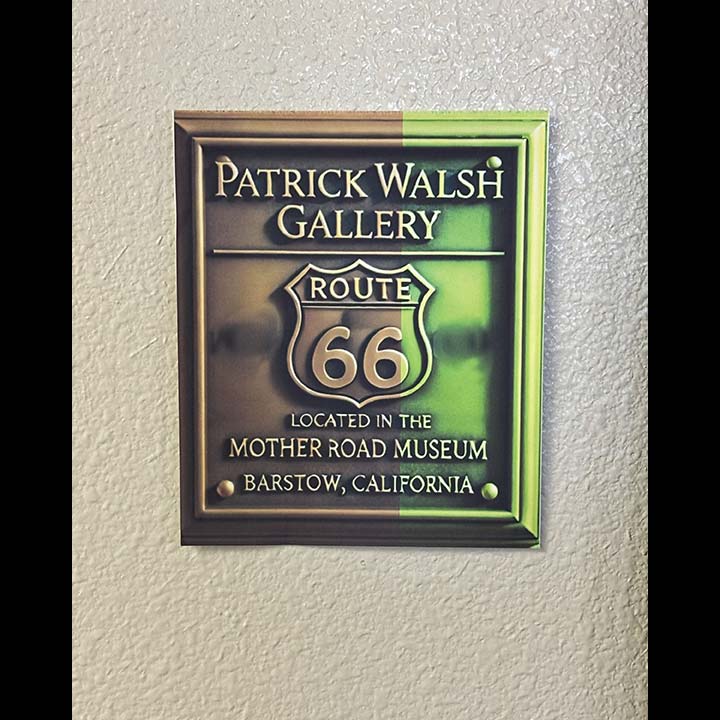 PATRICK WALSH
GALLERY
ROUTE
66
LOCATED IN THE
MOTHER ROAD MUSEUM
BARSTOW, CALIFORNIA